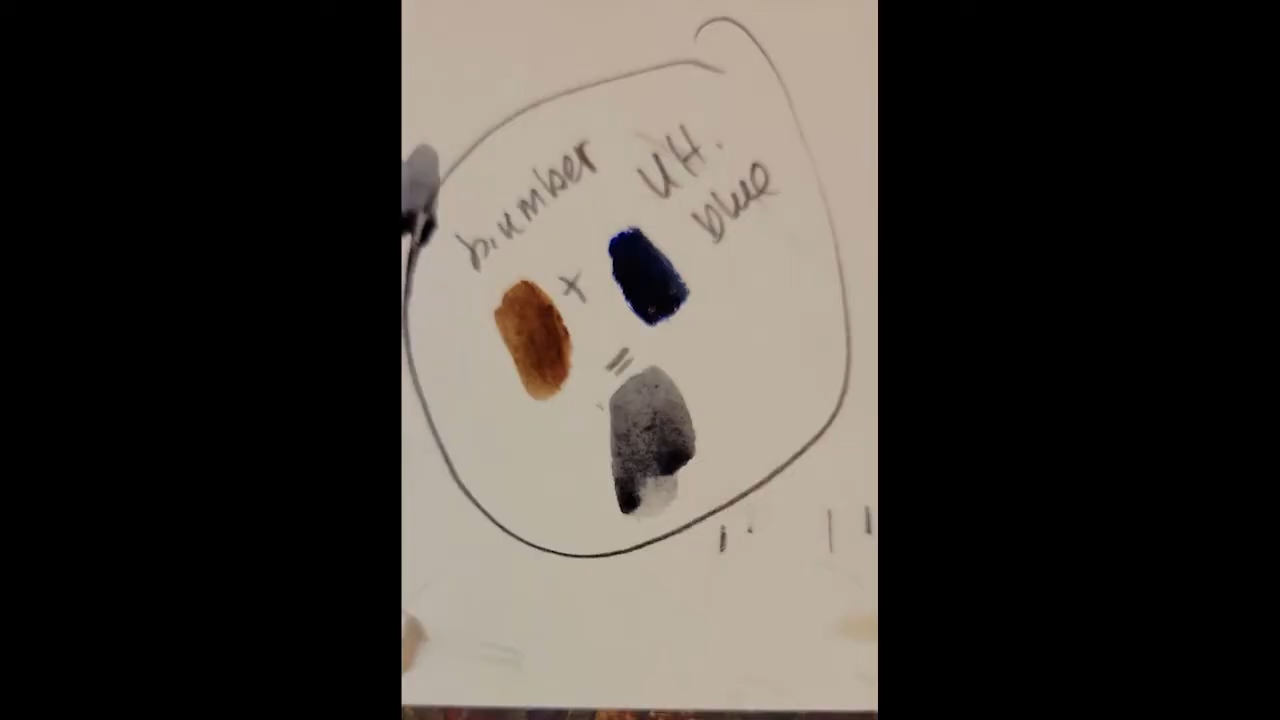 b.umber
Ult.
blue
+
=